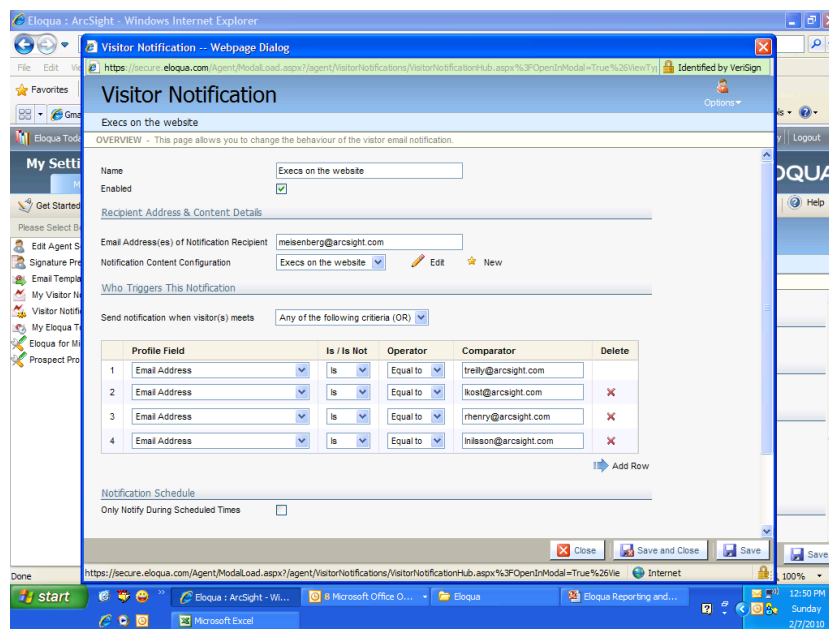 Eloqua : ArcSight - Windows Internet Explorer
Visitor Notification -- Webpage Dialog
https://secure.eloqua.com/Agent/ModalLoad.aspx?/agent/VisitorNotifications/VisitorNotificationHub.aspx%3FOpenInModal=True%26ViewTy Identified by VeriSign
File Edit Vie
Favorites
Visitor Notification
Options
Gma
Execs on the website
Eloqua Toda
Logout
OVERVIEW - This page allows you to change the behaviour of the vistor email notification.
My Setti
Name Execs on the website
Enabled
Get Started
Help
Recipient Address & Content Details
Please Select B
Edit Agent S
Email Address(es) of Notification Recipient meisenberg@arcsight.com
Signature Pre
Notification Content Configuration Execs on the website Edit New
Email Templa
My Visitor N
Who Triggers This Notification
Visitor Notifi
Send notification when visitor(s) meets Any of the following critieria (OR)
My Eloqua T
Eloqua for Mi
Prospect Pro
Profile Field Is / Is Not Operator Comparator Delete
1 Email Address Is Equal to treilly@arcsight.com
2 Email Address Is Equal to lkost@arcsight.com
3 Email Address Is Equal to rhenry@arcsight.com
4 Email Address Is Equal to lnilsson@arcsight.com
Add Row
Notification Schedule
Only Notify During Scheduled Times
Close Save and Close Save
Save
Done
https://secure.eloqua.com/Agent/ModalLoad.aspx?/agent/VisitorNotifications/VisitorNotificationHub.aspx%3FOpenInModal=True%26Vie Internet
100%
start
Eloqua : ArcSight - Wi...
8 Microsoft Office O...
Eloqua
Eloqua Reporting and...
Microsoft Excel
12:50 PM
Sunday
2/7/2010